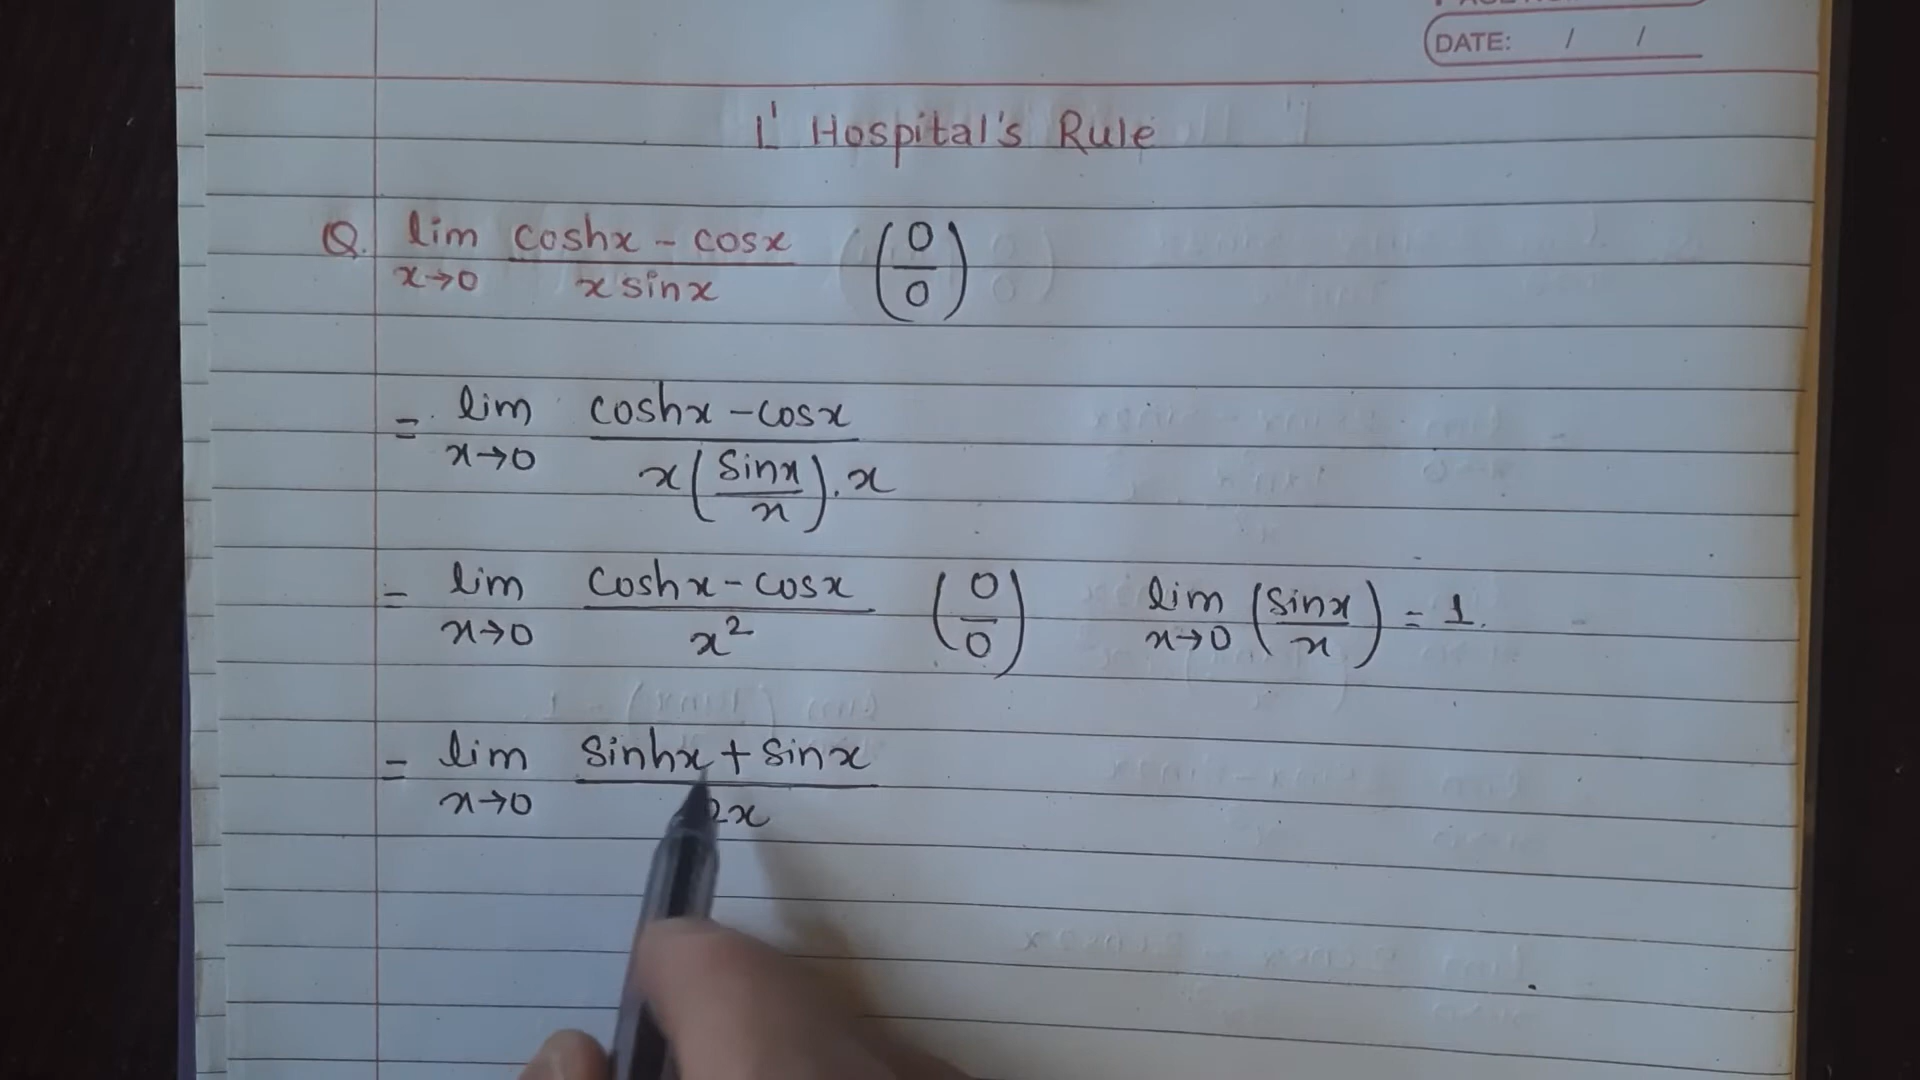 DATE: / /
L' Hospital's Rule
Q. lim x→0 (coshx - cosx)/(x sinx) (0/0)
= lim x→0 (coshx - cosx)/(x(sinx/x).x)
= lim x→0 (coshx - cosx)/x² (0/0) lim x→0 (sinx/x) = 1.
= lim x→0 (sinhx + sinx)/2x